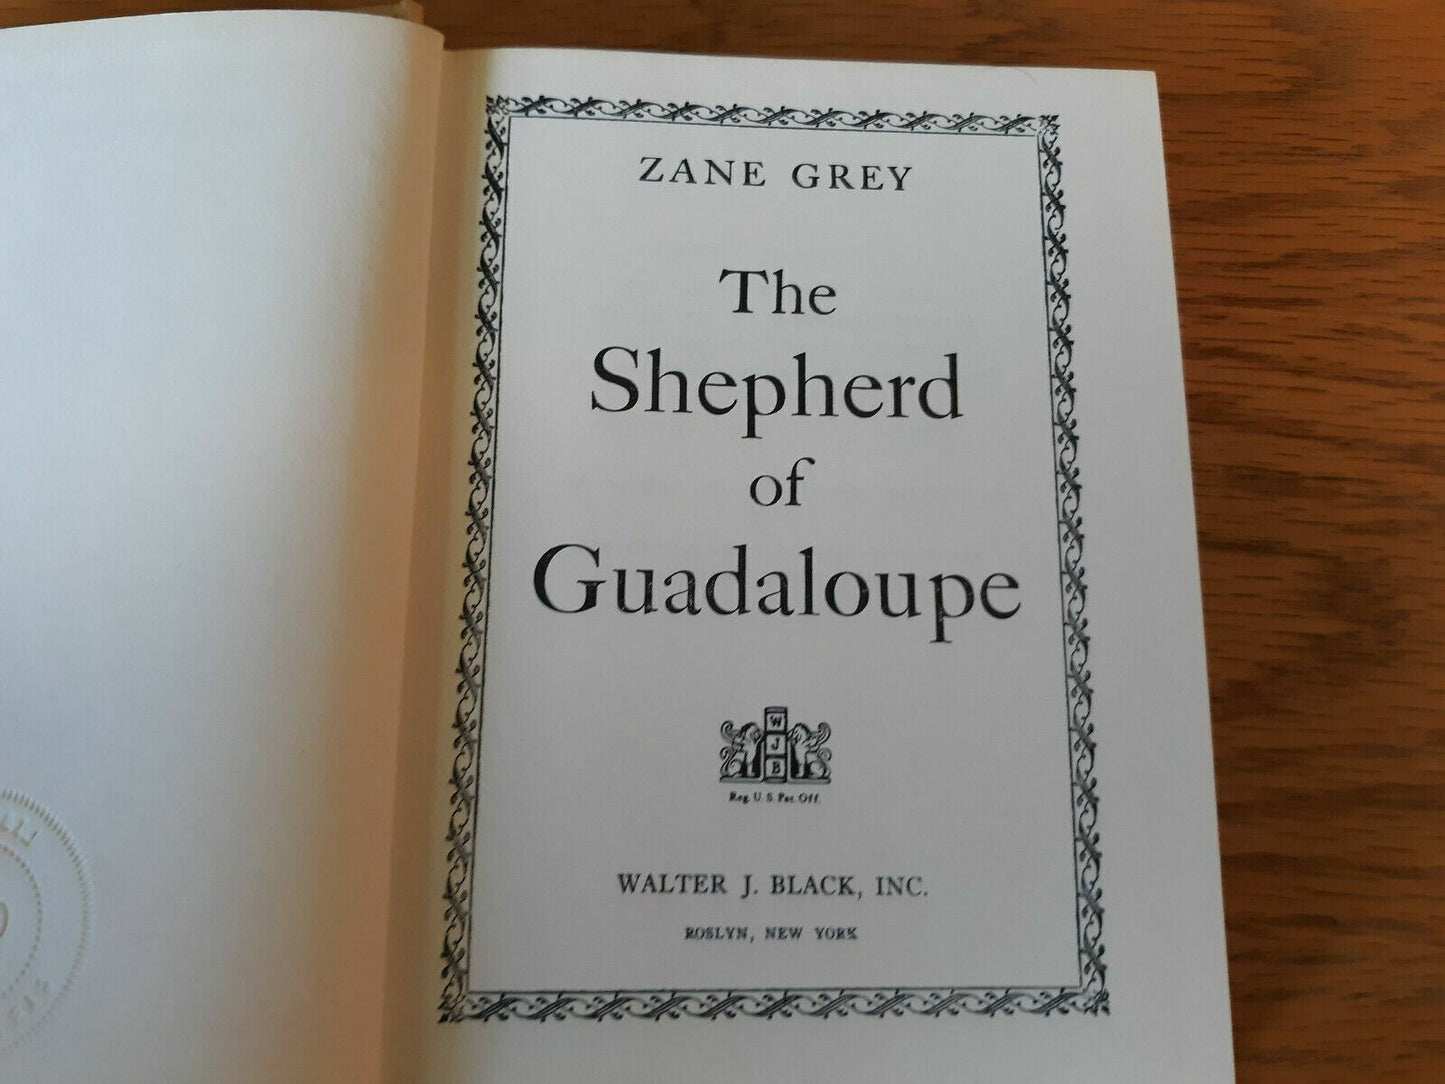 ZANE GREY
The
Shepherd
of
Guadaloupe
W
J
B
Reg. U. S. Pat. Off.
WALTER J. BLACK, INC.
ROSLYN, NEW YORK